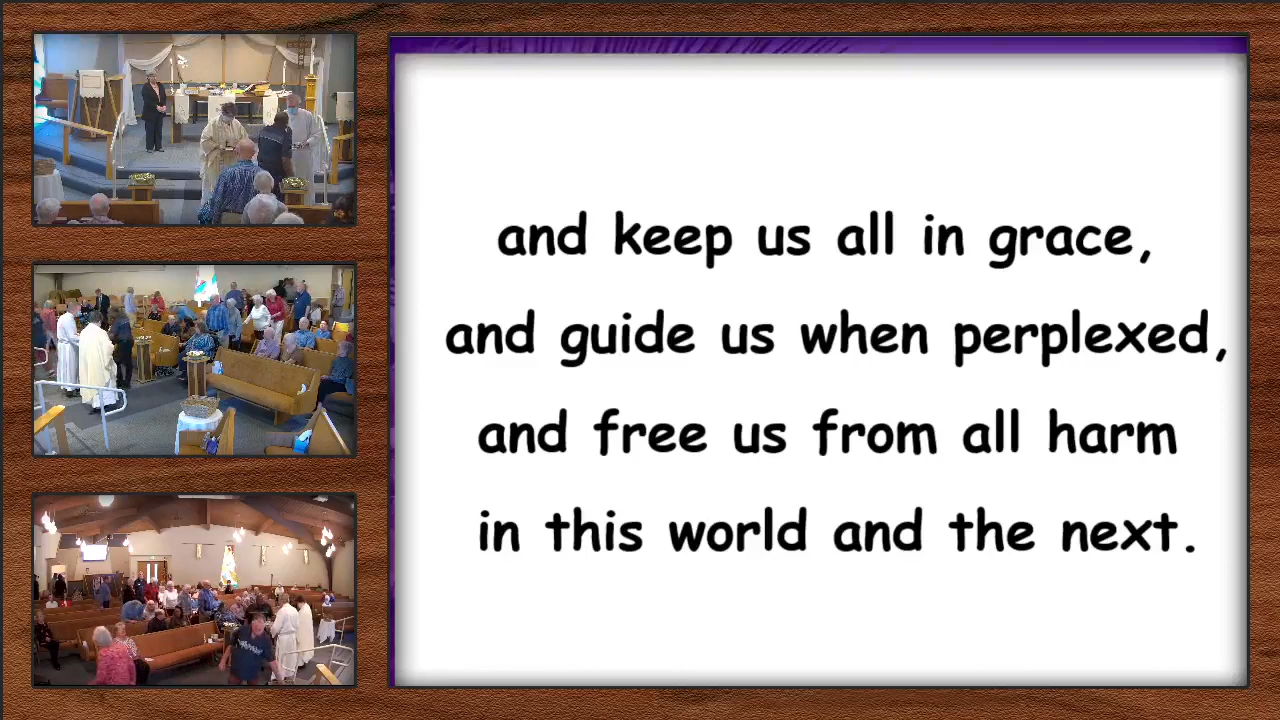 and keep us all in grace,
and guide us when perplexed,
and free us from all harm
in this world and the next.